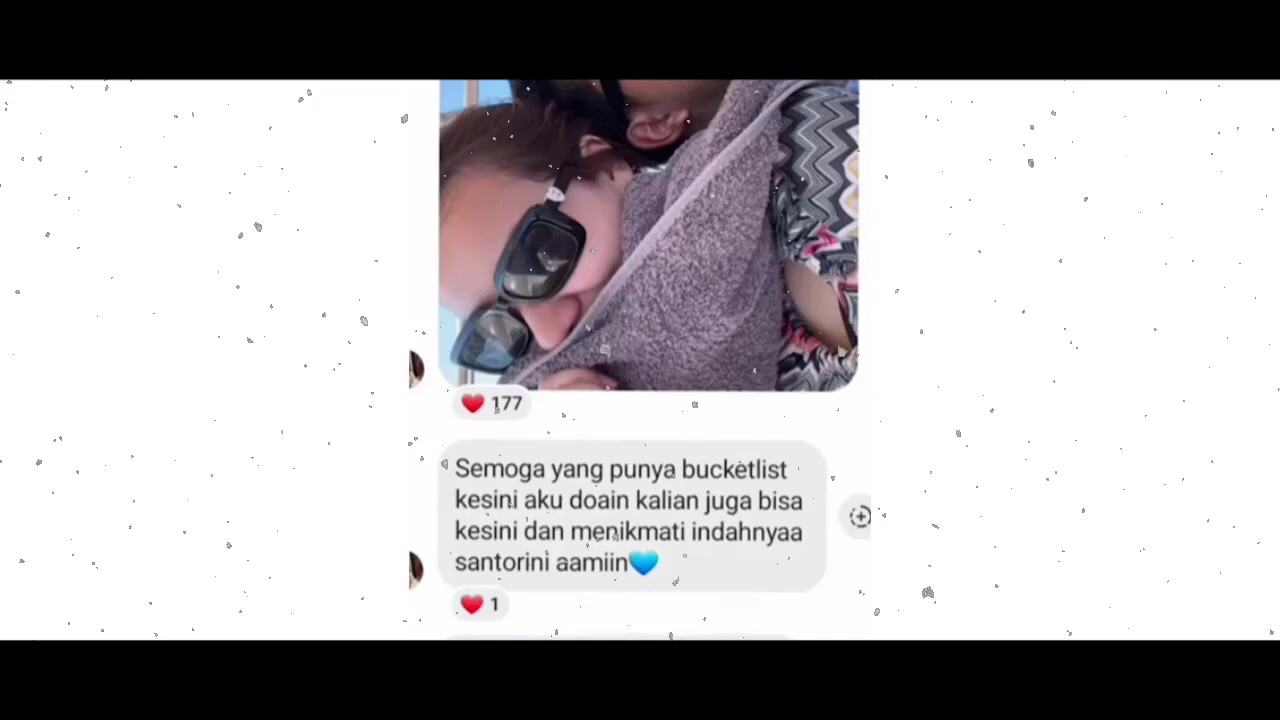 177
Semoga yang punya bucketlist
kesini aku doain kalian juga bisa
kesini dan menikmati indahnyaa
santorini aamiin💙
1